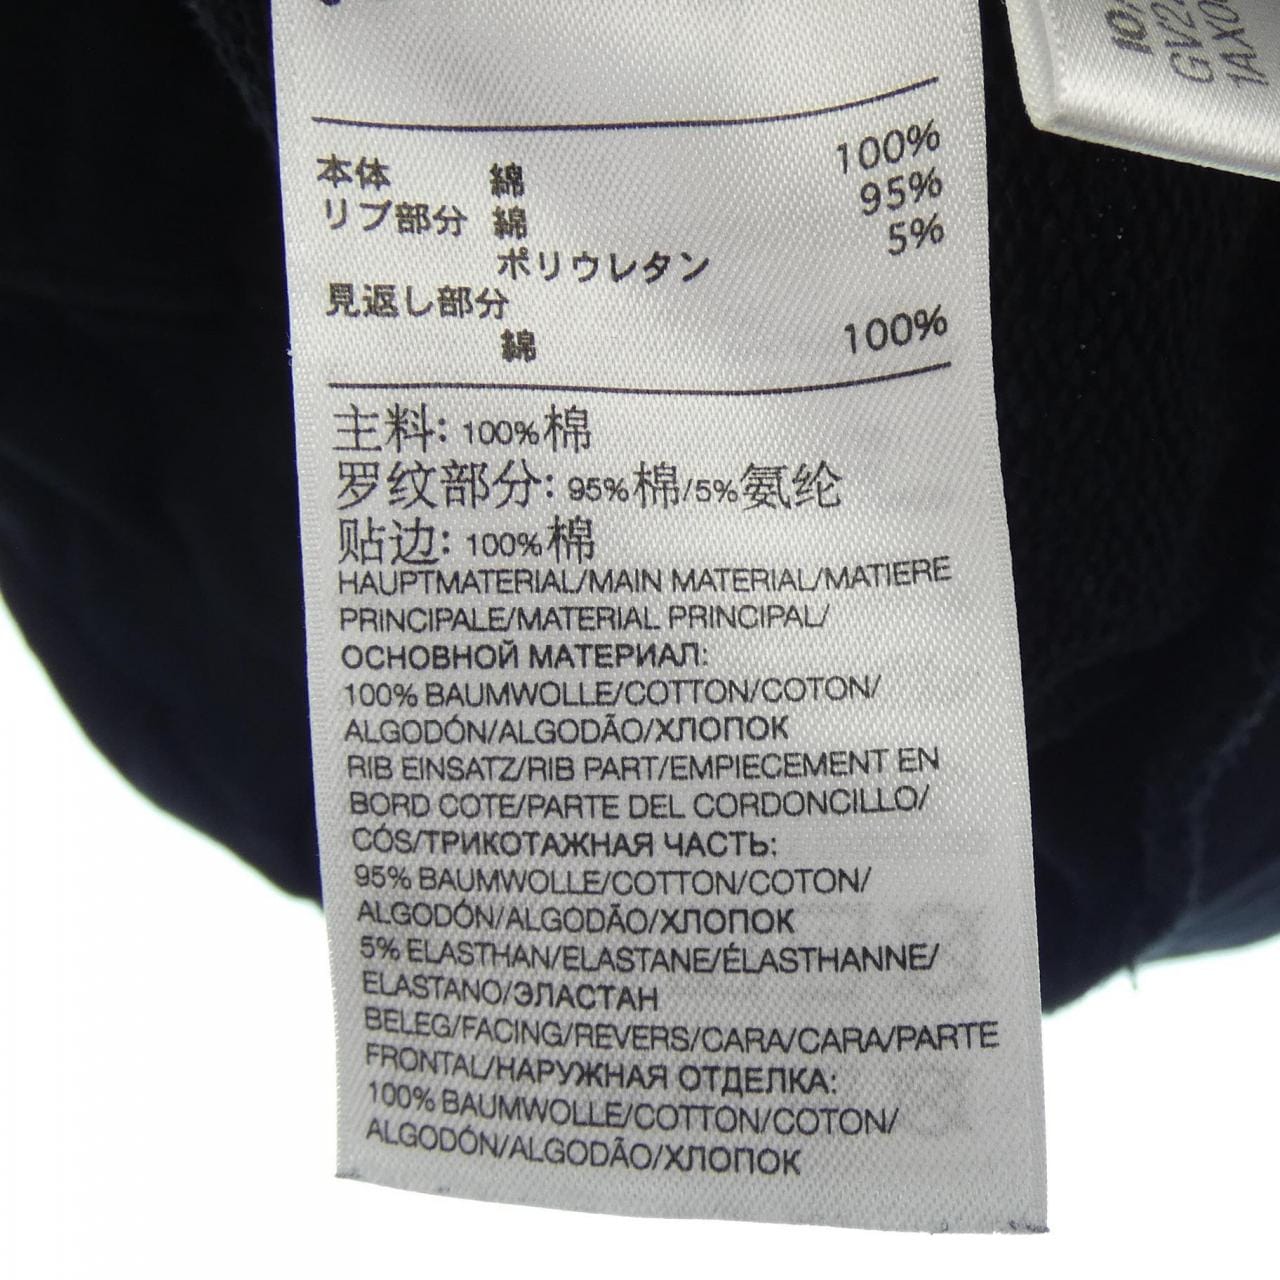 本体 綿 100%
リブ部分 綿 95%
ポリウレタン 5%
見返し部分
綿 100%
主料: 100%棉
罗纹部分: 95%棉/5%氨纶
贴边: 100%棉
HAUPTMATERIAL/MAIN MATERIAL/MATIERE
PRINCIPALE/MATERIAL PRINCIPAL/
ОСНОВНОЙ МАТЕРИАЛ:
100% BAUMWOLLE/COTTON/COTON/
ALGODÓN/ALGODÃO/ХЛОПОК
RIB EINSATZ/RIB PART/EMPIECEMENT EN
BORD COTE/PARTE DEL CORDONCILLO/
CÓS/ТРИКОТАЖНАЯ ЧАСТЬ:
95% BAUMWOLLE/COTTON/COTON/
ALGODÓN/ALGODÃO/ХЛОПОК
5% ELASTHAN/ELASTANE/ÉLASTHANNE/
ELASTANO/ЭЛАСТАН
BELEG/FACING/REVERS/CARA/CARA/PARTE
FRONTAL/НАРУЖНАЯ ОТДЕЛКА:
100% BAUMWOLLE/COTTON/COTON/
ALGODÓN/ALGODÃO/ХЛОПОК